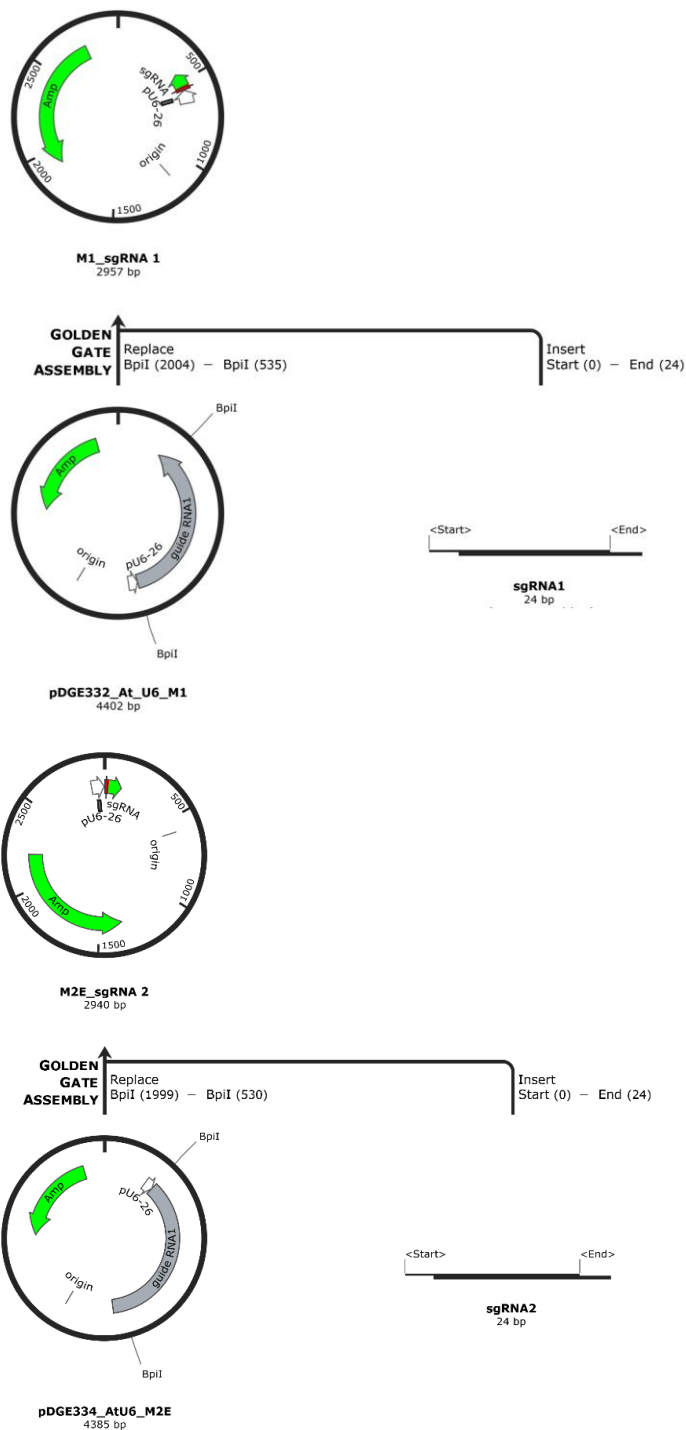 500
2500
sgRNA
Amp
pU6-26
origin
1000
2000
1500
M1_sgRNA 1
2957 bp
GOLDEN
GATE
ASSEMBLY
Replace
BpiI (2004) – BpiI (535)
Insert
Start (0) – End (24)
BpiI
Amp
guide RNA1
origin
pU6-26
BpiI
<Start>
<End>
sgRNA1
24 bp
pDGE332_At_U6_M1
4402 bp
2500
sgRNA
pU6-26
500
origin
Amp
2000
1000
1500
M2E_sgRNA 2
2940 bp
GOLDEN
GATE
ASSEMBLY
Replace
BpiI (1999) – BpiI (530)
Insert
Start (0) – End (24)
BpiI
Amp
pU6-26
guide RNA1
origin
BpiI
<Start>
<End>
sgRNA2
24 bp
pDGE334_AtU6_M2E
4385 bp